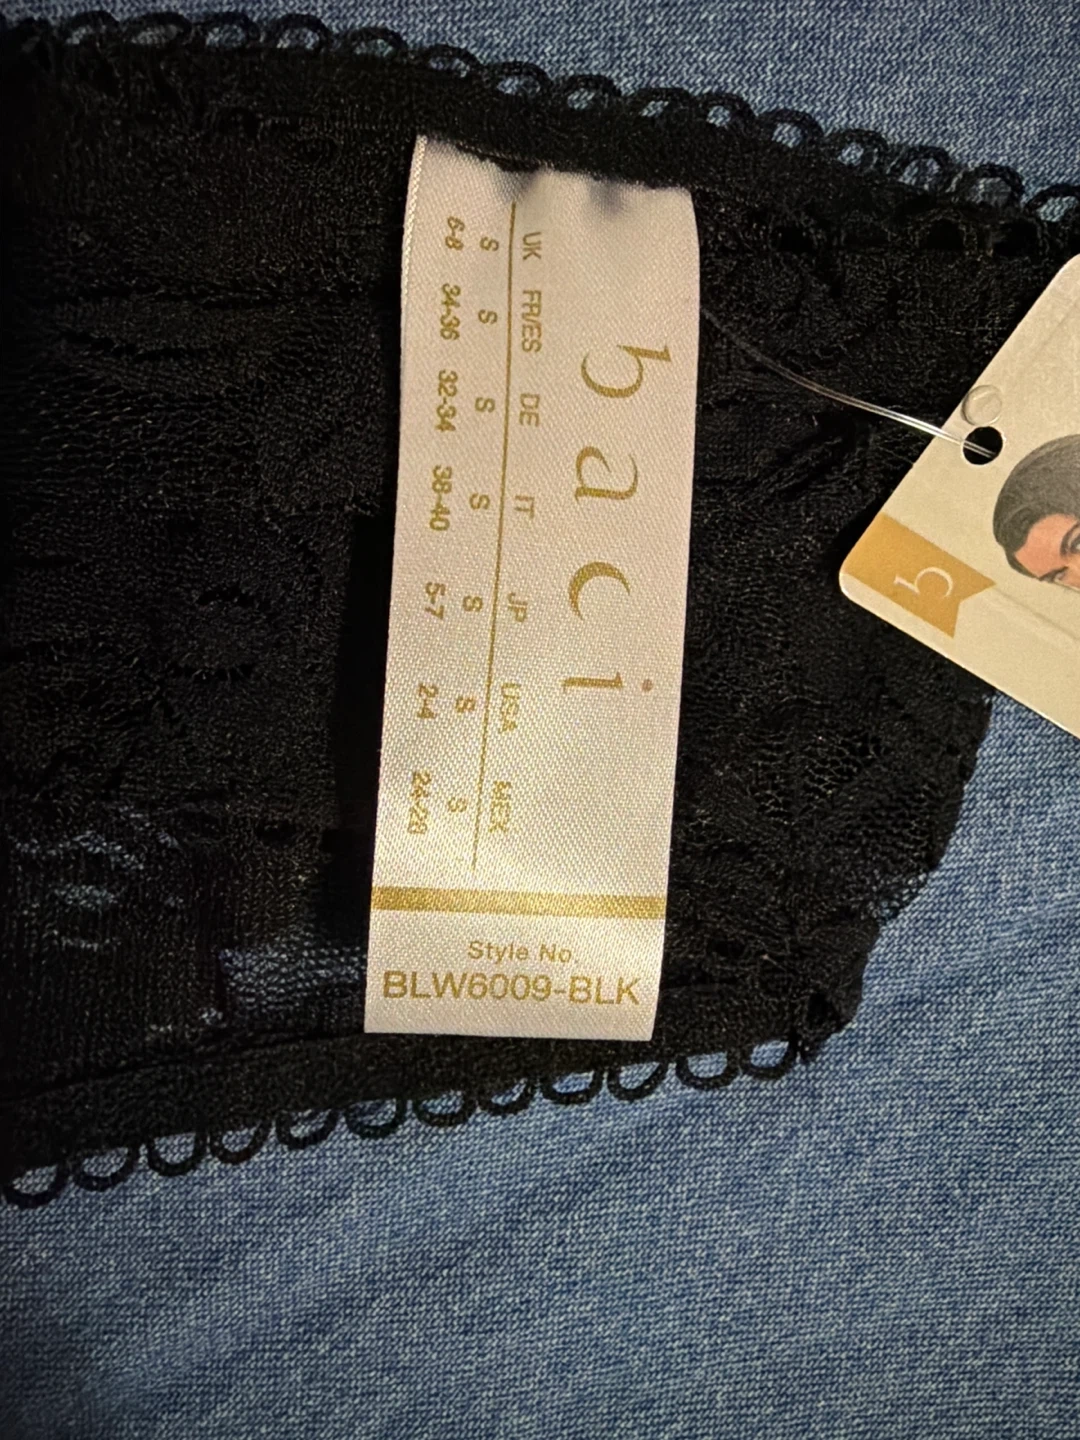 baci
UK FR/ES DE IT JP USA MEX
S S S S S S S
6-8 34-36 32-34 38-40 5-7 2-4 24-26
Style No.
BLW6009-BLK
b